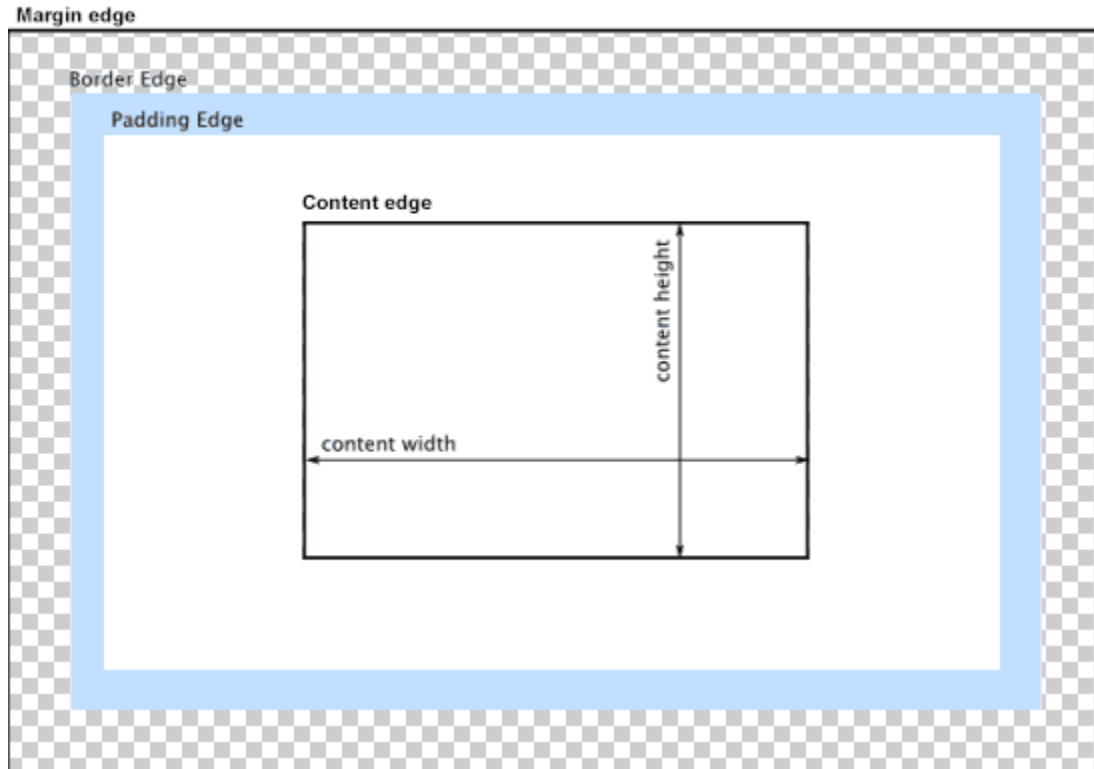 Margin edge
Border Edge
Padding Edge
Content edge
content height
content width